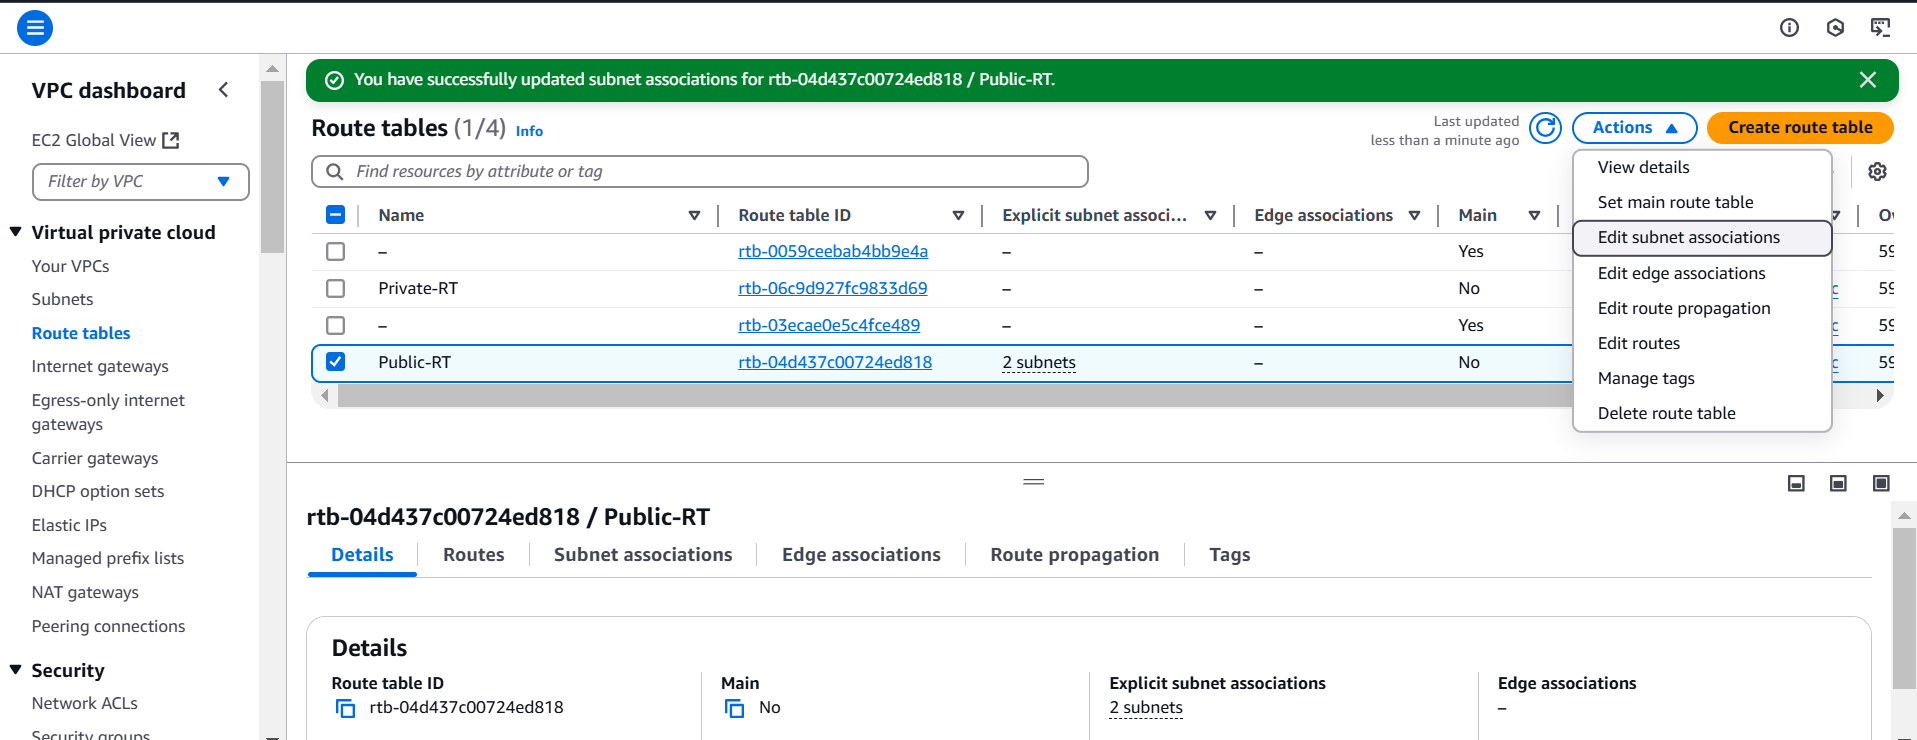 You have successfully updated subnet associations for rtb-04d437c00724ed818 / Public-RT.
VPC dashboard
EC2 Global View
Filter by VPC
Virtual private cloud
Your VPCs
Subnets
Route tables
Internet gateways
Egress-only internet
gateways
Carrier gateways
DHCP option sets
Elastic IPs
Managed prefix lists
NAT gateways
Peering connections
Security
Network ACLs
Security groups
Route tables (1/4) Info
Last updated
less than a minute ago
Actions
Create route table
Find resources by attribute or tag
View details
Set main route table
Edit subnet associations
Edit edge associations
Edit route propagation
Edit routes
Manage tags
Delete route table
Name Route table ID Explicit subnet associ... Edge associations Main
– rtb-0059ceebab4bb9e4a – – Yes
Private-RT rtb-06c9d927fc9833d69 – – No
– rtb-03ecae0e5c4fce489 – – Yes
Public-RT rtb-04d437c00724ed818 2 subnets – No
rtb-04d437c00724ed818 / Public-RT
Details Routes Subnet associations Edge associations Route propagation Tags
Details
Route table ID
rtb-04d437c00724ed818
Main
No
Explicit subnet associations
2 subnets
Edge associations
–